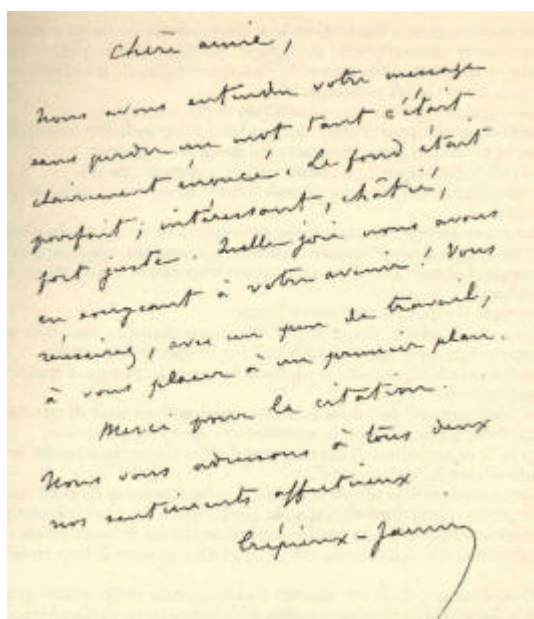 Chère amie,
Nous avons entendu votre message
sans perdre un mot tant c'était
clairement énoncé. Le fond était
parfait; intéressant, châtié,
fort juste. Quelle joie nous avons
en songeant à votre avenir! Vous
réussirez, avec un peu de travail,
à vous placer à un premier plan.
Merci pour la citation.
Nous vous adressons à tous deux
nos sentiments affectueux
Crépieux-Jamin